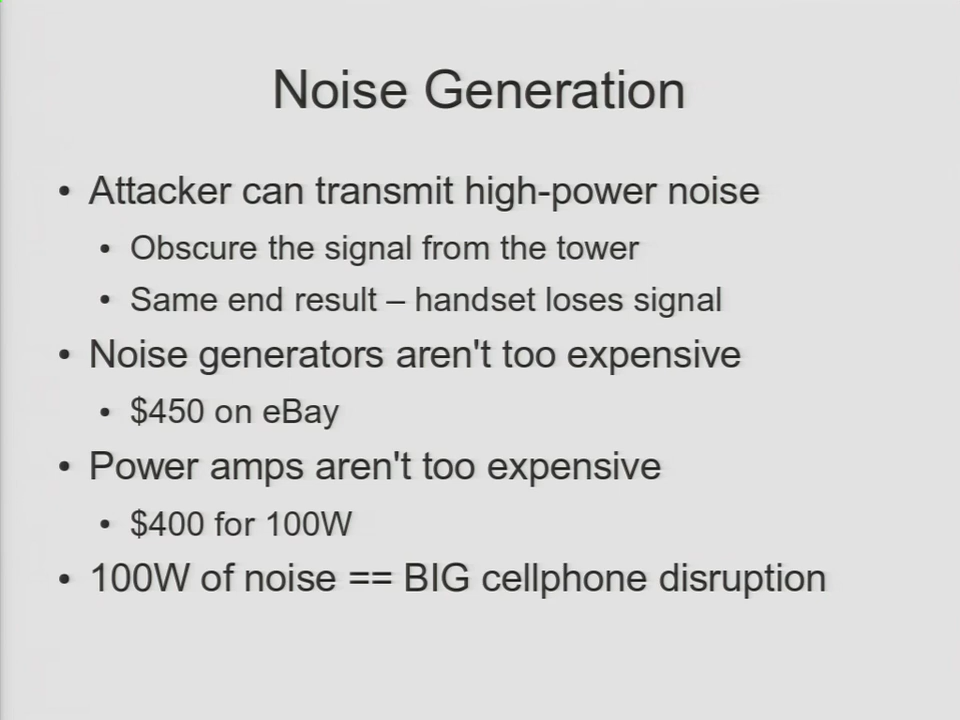 Noise Generation
• Attacker can transmit high-power noise
• Obscure the signal from the tower
• Same end result – handset loses signal
• Noise generators aren't too expensive
• $450 on eBay
• Power amps aren't too expensive
• $400 for 100W
• 100W of noise == BIG cellphone disruption